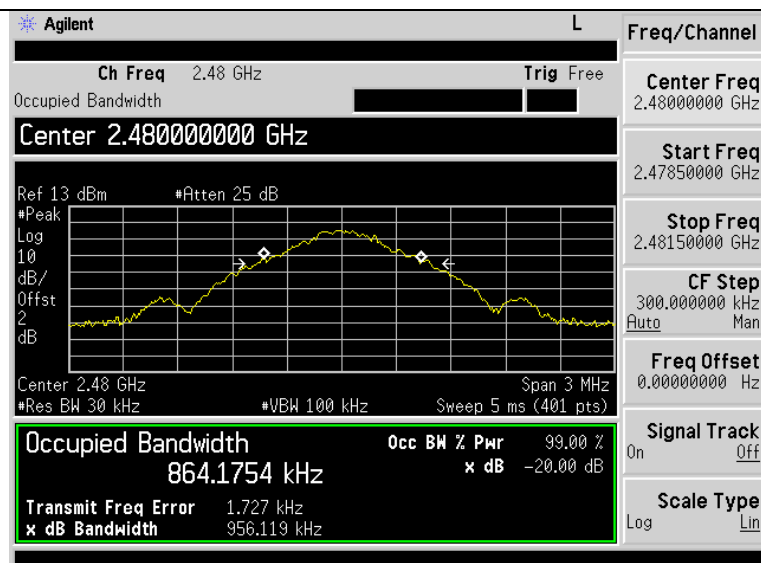 Agilent
L
Freq/Channel
Ch Freq 2.48 GHz Trig Free
Occupied Bandwidth
Center 2.480000000 GHz
Center Freq
2.48000000 GHz
Start Freq
2.47850000 GHz
Stop Freq
2.48150000 GHz
CF Step
300.000000 kHz
Auto Man
Freq Offset
0.00000000 Hz
Signal Track
On Off
Scale Type
Log Lin
Ref 13 dBm #Atten 25 dB
#Peak
Log
10
dB/
Offst
2
dB
Center 2.48 GHz Span 3 MHz
#Res BW 30 kHz #VBW 100 kHz Sweep 5 ms (401 pts)
Occupied Bandwidth
864.1754 kHz
Occ BW % Pwr 99.00 %
x dB -20.00 dB
Transmit Freq Error 1.727 kHz
x dB Bandwidth 956.119 kHz